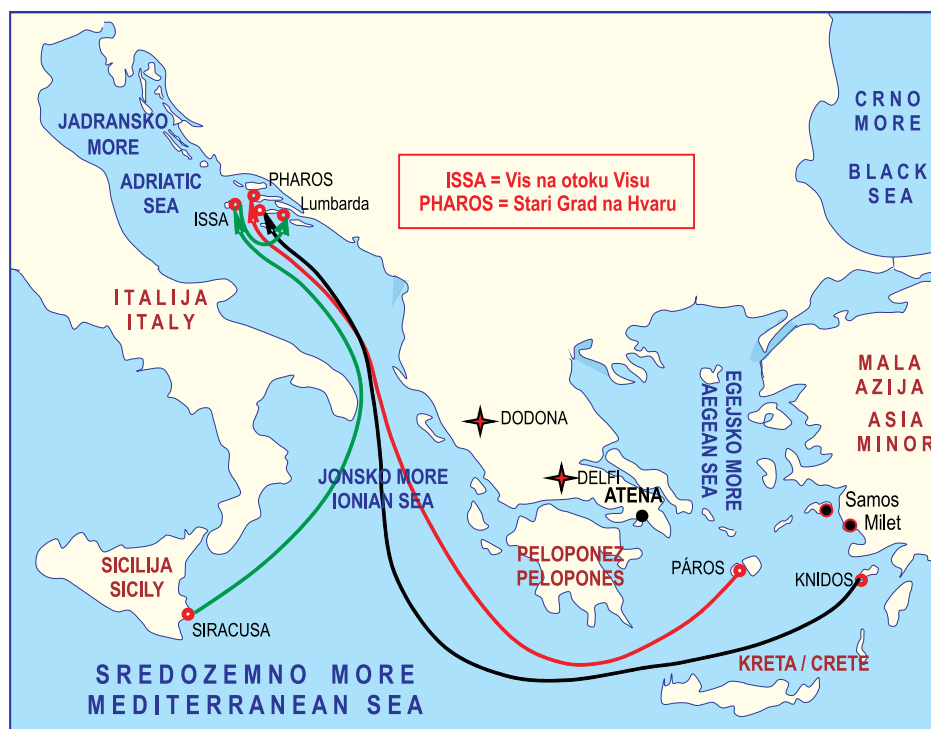 JADRANSKO
MORE
ADRIATIC
SEA
PHAROS
Lumbarda
ISSA
ISSA = Vis na otoku Visu
PHAROS = Stari Grad na Hvaru
CRNO
MORE
BLACK
SEA
ITALIJA
ITALY
MALA
AZIJA
ASIA
MINOR
EGEJSKO MORE
AEGEAN SEA
DODONA
DELFI
ATENA
JONSKO MORE
IONIAN SEA
Samos
Milet
SICILIJA
SICILY
PELOPONEZ
PELOPONES
PÁROS
KNIDOS
SIRACUSA
KRETA / CRETE
SREDOZEMNO MORE
MEDITERRANEAN SEA